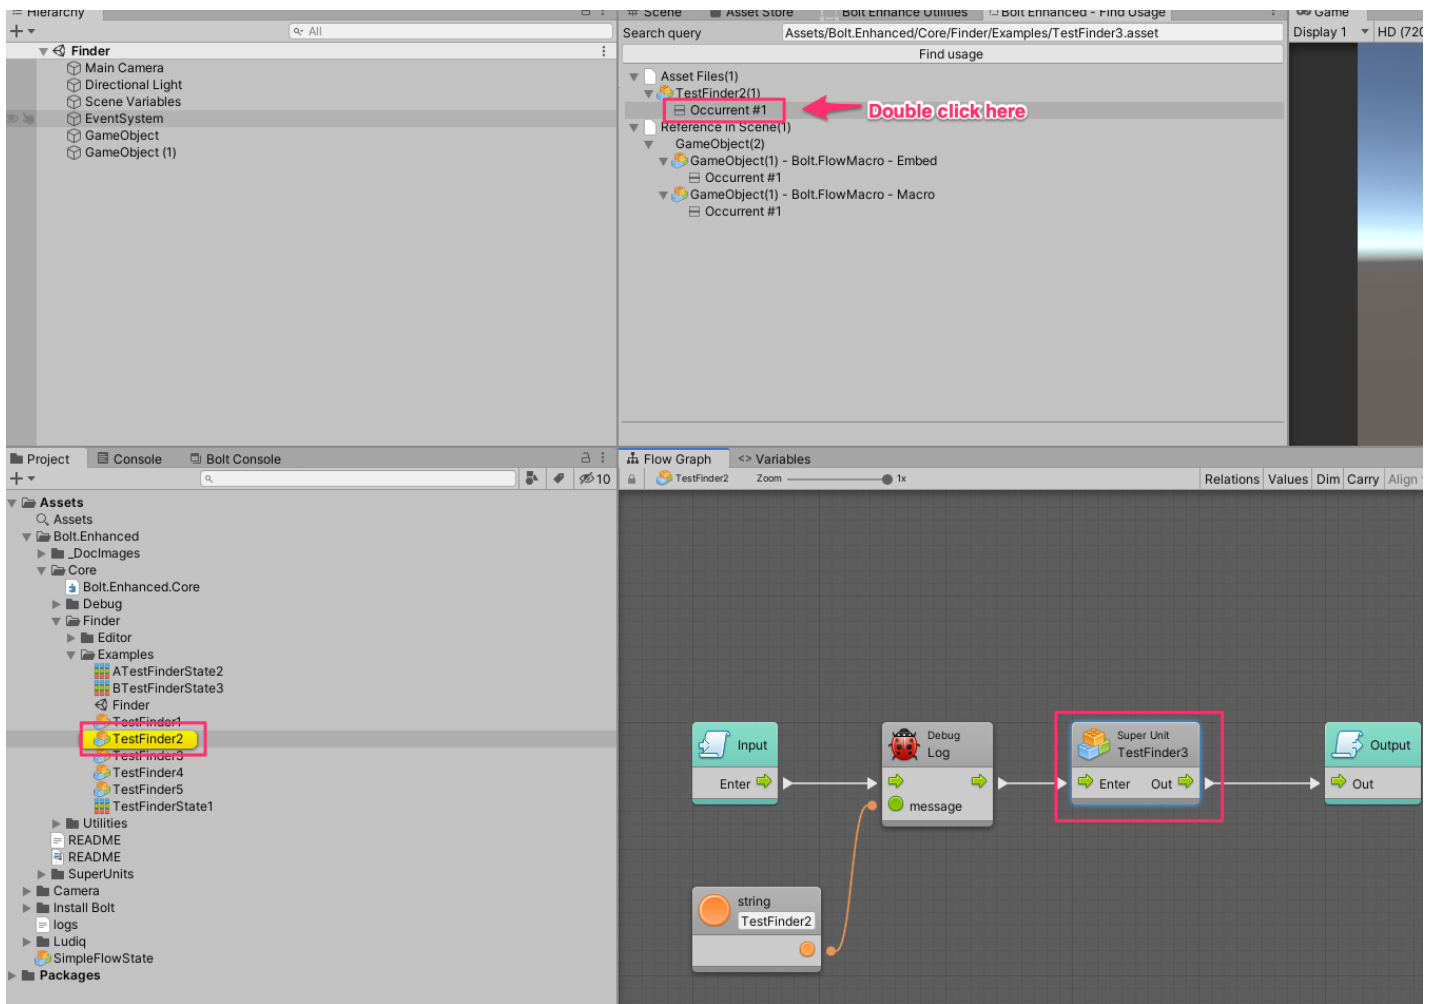 Hierarchy
Scene
Asset Store
Bolt Enhance Utilities
Bolt Enhanced - Find Usage
Game
All
Search query
Assets/Bolt.Enhanced/Core/Finder/Examples/TestFinder3.asset
Display 1
HD (720
Find usage
Finder
Main Camera
Directional Light
Scene Variables
EventSystem
GameObject
GameObject (1)
Asset Files(1)
TestFinder2(1)
Occurrent #1
Double click here
Reference in Scene(1)
GameObject(2)
GameObject(1) - Bolt.FlowMacro - Embed
Occurrent #1
GameObject(1) - Bolt.FlowMacro - Macro
Occurrent #1
Project
Console
Bolt Console
10
Assets
Assets
Bolt.Enhanced
_DocImages
Core
Bolt.Enhanced.Core
Debug
Finder
Editor
Examples
ATestFinderState2
BTestFinderState3
Finder
TestFinder1
TestFinder2
TestFinder3
TestFinder4
TestFinder5
TestFinderState1
Utilities
README
README
SuperUnits
Camera
Install Bolt
logs
Ludiq
SimpleFlowState
Packages
Flow Graph
<> Variables
TestFinder2
Zoom
1x
Relations
Values
Dim
Carry
Align
Input
Enter
Debug
Log
message
Super Unit
TestFinder3
Enter
Out
Output
Out
string
TestFinder2